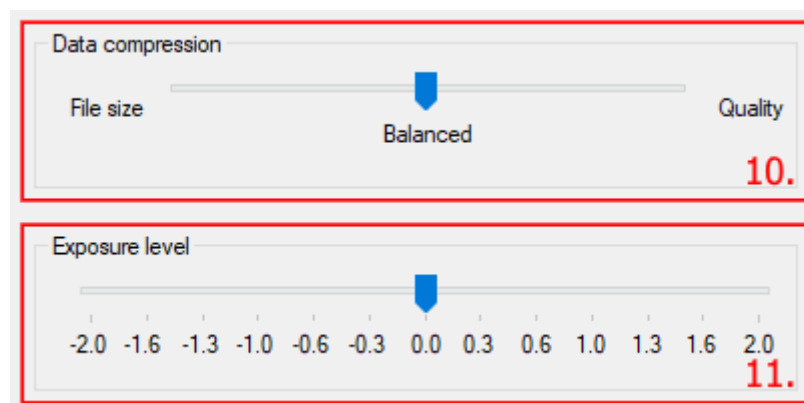 Data compression
File size
Quality
Balanced
10.
Exposure level
-2.0 -1.6 -1.3 -1.0 -0.6 -0.3 0.0 0.3 0.6 1.0 1.3 1.6 2.0
11.